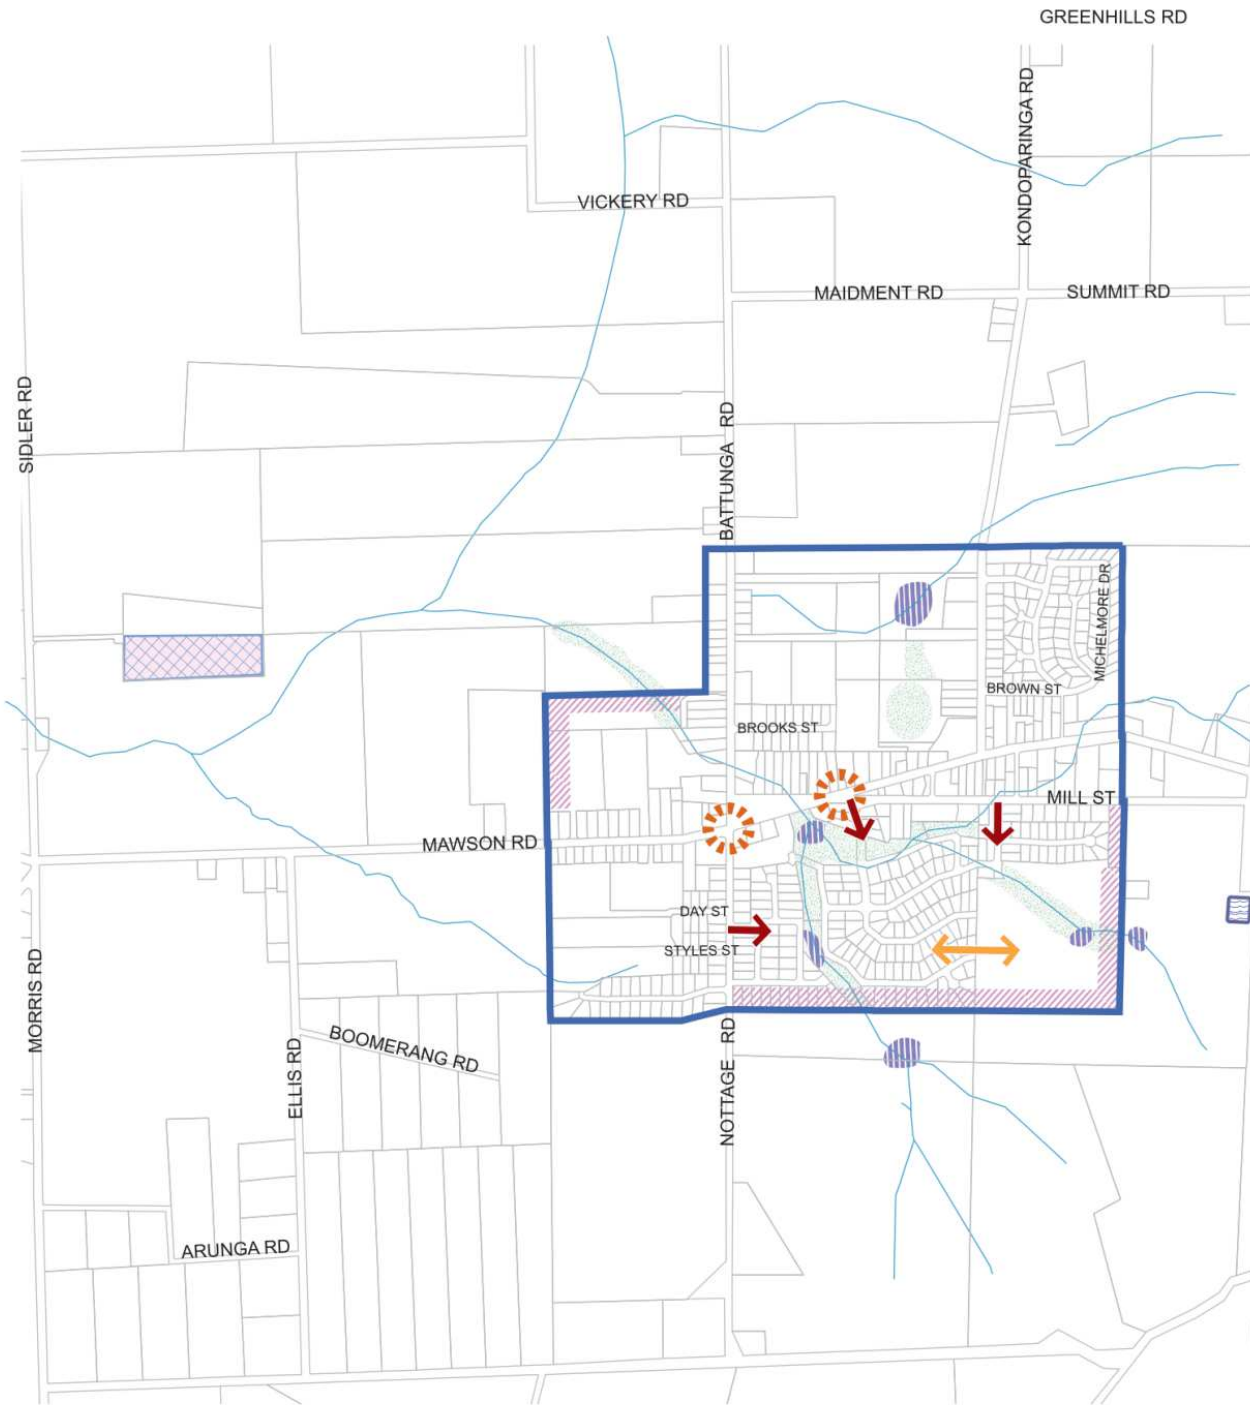 GREENHILLS RD
KONDOPARINGA RD
VICKERY RD
MAIDMENT RD
SUMMIT RD
SIDLER RD
BATTUNGA RD
MICHELMORE DR
BROWN ST
BROOKS ST
MILL ST
MAWSON RD
DAY ST
STYLES ST
MORRIS RD
BOOMERANG RD
ELLIS RD
NOTTAGE RD
ARUNGA RD